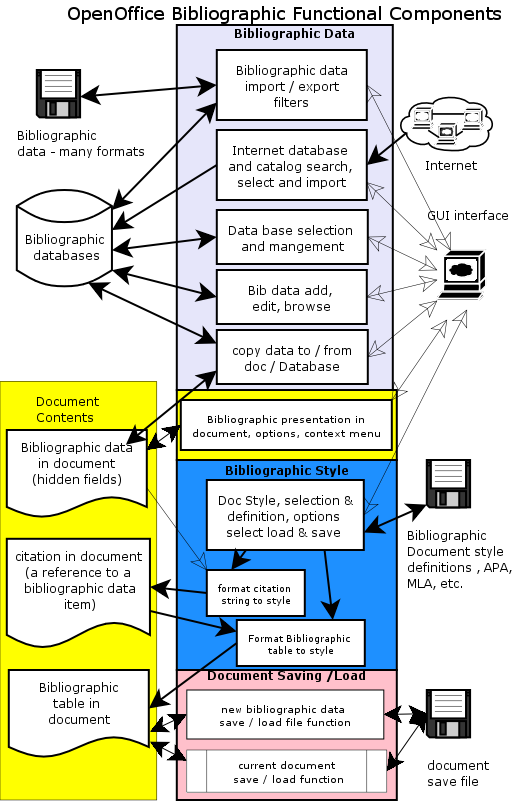 OpenOffice Bibliographic Functional Components
Bibliographic Data
Bibliographic data
import / export
filters
Bibliographic
data - many formats
Internet database
and catalog search,
select and import
Internet
GUI interface
Bibliographic
databases
Data base selection
and mangement
Bib data add,
edit, browse
copy data to / from
doc / Database
Document
Contents
Bibliographic presentation in
document, options, context menu
Bibliographic data
in document
(hidden fields)
Bibliographic Style
Doc Style, selection &
definition, options
select load & save
Bibliographic
Document style
definitions , APA,
MLA, etc.
citation in document
(a reference to a
bibliographic data
item)
format citation
string to style
Format Bibliographic
table to style
Document Saving /Load
Bibliographic
table in
document
new bibliographic data
save / load file function
current document
save / load function
document
save file